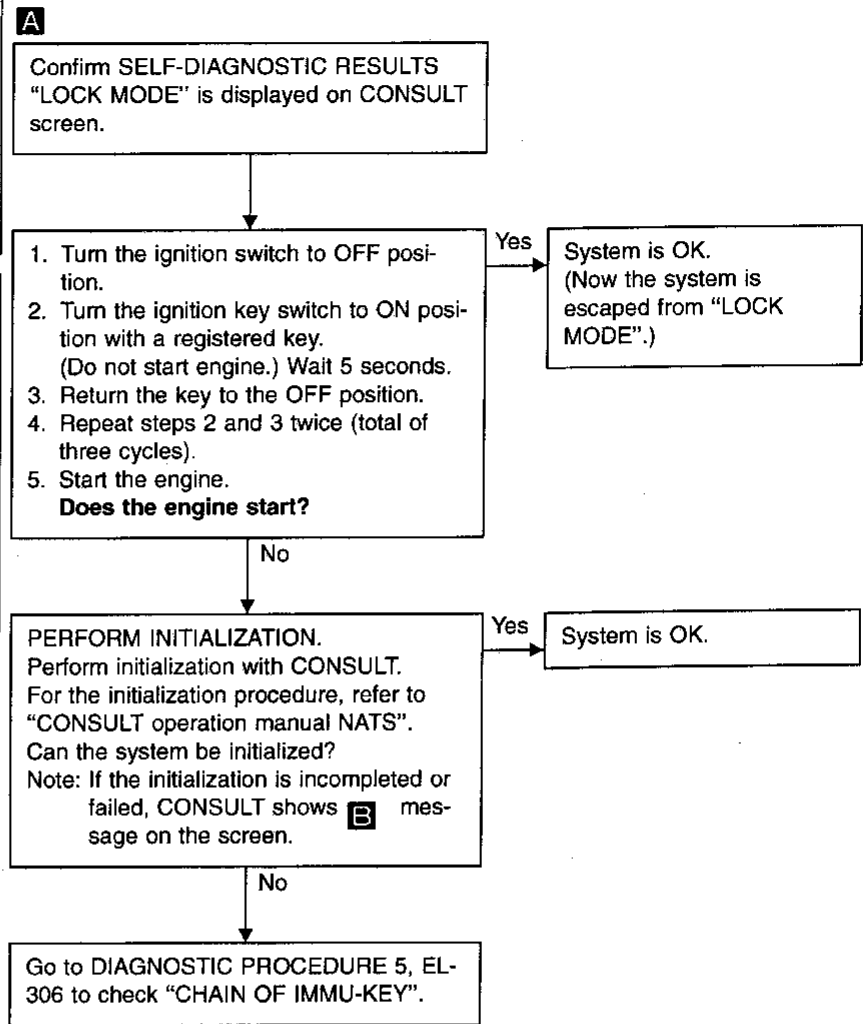 A
Confirm SELF-DIAGNOSTIC RESULTS
“LOCK MODE” is displayed on CONSULT
screen.
1. Turn the ignition switch to OFF posi-
tion.
2. Turn the ignition key switch to ON posi-
tion with a registered key.
(Do not start engine.) Wait 5 seconds.
3. Return the key to the OFF position.
4. Repeat steps 2 and 3 twice (total of
three cycles).
5. Start the engine.
Does the engine start?
Yes
System is OK.
(Now the system is
escaped from “LOCK
MODE”.)
No
PERFORM INITIALIZATION.
Perform initialization with CONSULT.
For the initialization procedure, refer to
“CONSULT operation manual NATS”.
Can the system be initialized?
Note: If the initialization is incompleted or
failed, CONSULT shows B mes-
sage on the screen.
Yes
System is OK.
No
Go to DIAGNOSTIC PROCEDURE 5, EL-
306 to check “CHAIN OF IMMU-KEY”.